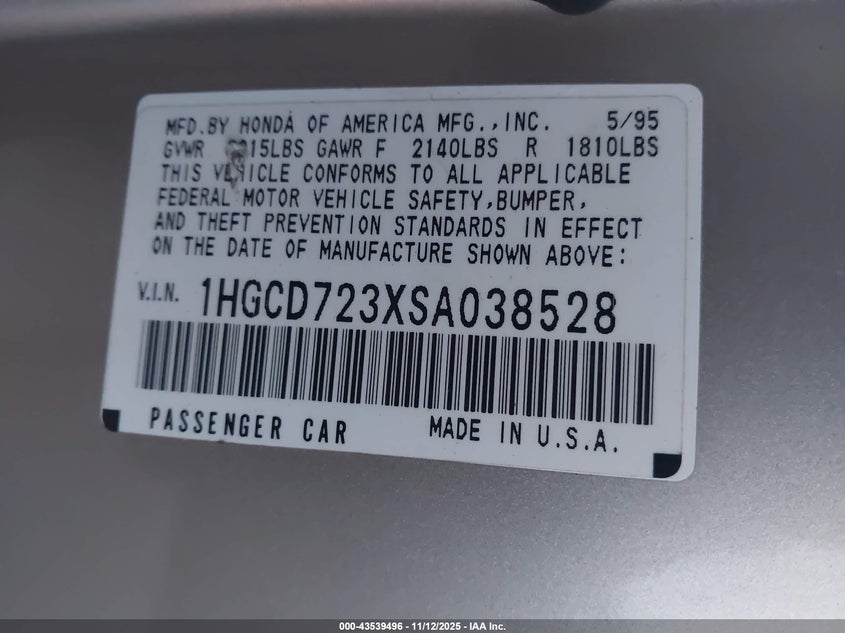 MFD.BY HONDA OF AMERICA MFG.,INC. 5/95
GVWR GAWR F 2140LBS R 1810LBS
THIS VEHICLE CONFORMS TO ALL APPLICABLE
FEDERAL MOTOR VEHICLE SAFETY,BUMPER,
AND THEFT PREVENTION STANDARDS IN EFFECT
ON THE DATE OF MANUFACTURE SHOWN ABOVE:
V.I.N. 1HGCD723XSA038528
PASSENGER CAR MADE IN U.S.A.
000-43539496 - 11/12/2025 - IAA Inc.